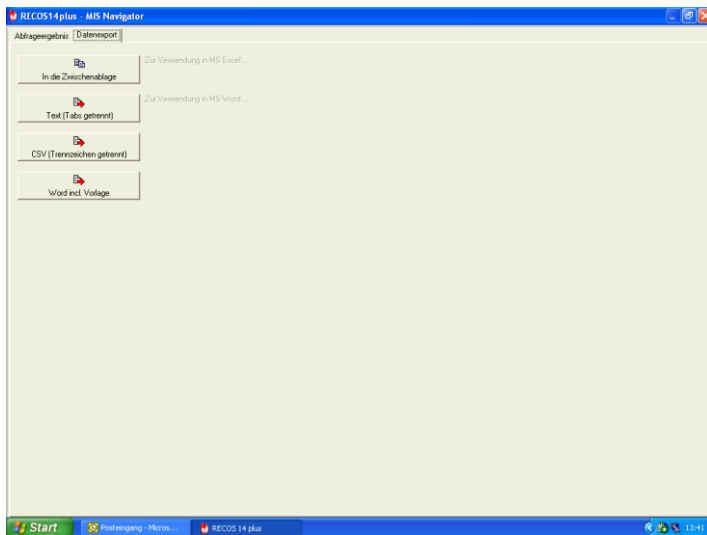 RECOS14plus - MIS Navigator
Abfrageergebnis Datenexport
In die Zwischenablage
Zur Verwendung in MS Excel ...
Text (Tabs getrennt)
Zur Verwendung in MS Word ...
CSV (Trennzeichen getrennt)
Word incl. Vorlage
Start
Posteingang - Micros...
RECOS 14 plus
13:41